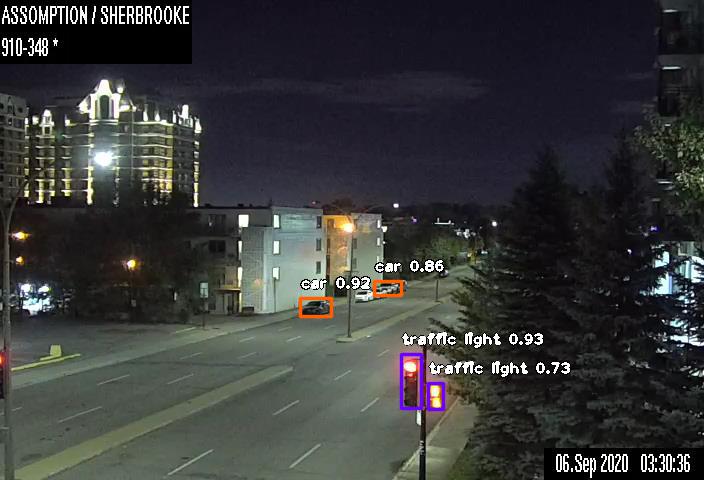 ASSOMPTION / SHERBROOKE
910-348 *
car 0.86
car 0.92
traffic light 0.93
traffic light 0.73
06.Sep 2020 03:30:36